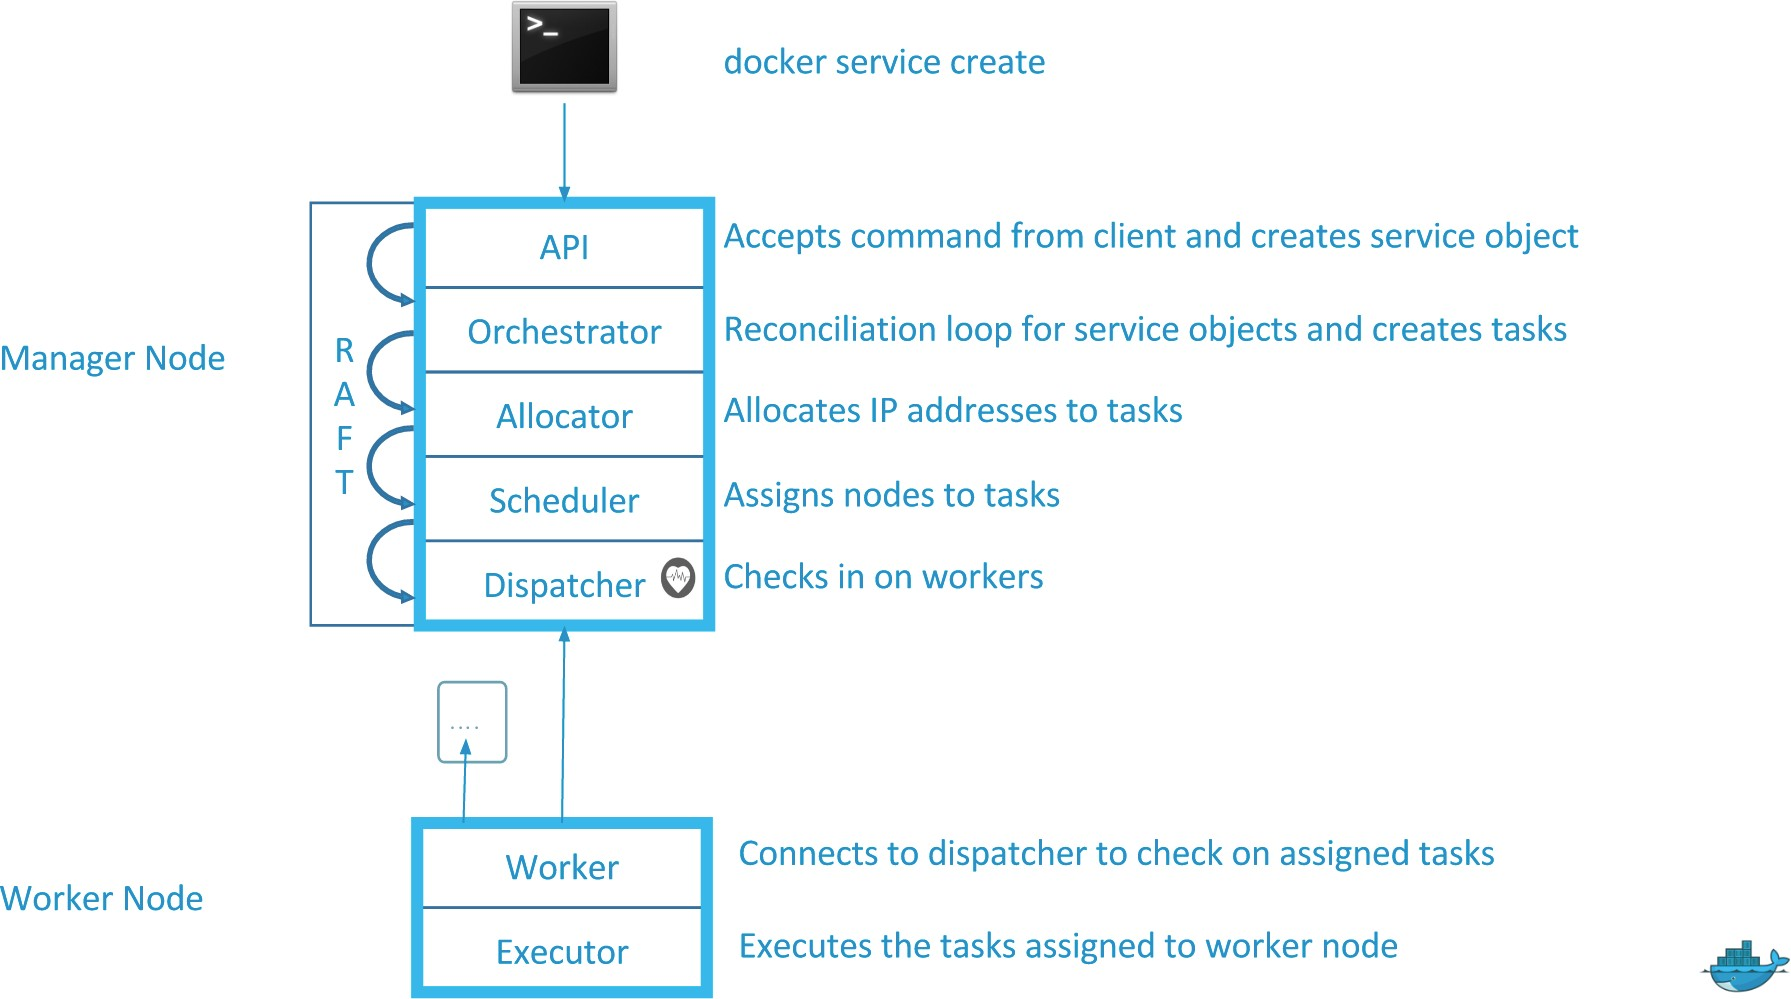 >_
docker service create
API
Accepts command from client and creates service object
Orchestrator
Reconciliation loop for service objects and creates tasks
Manager Node
R
A
F
T
Allocator
Allocates IP addresses to tasks
Scheduler
Assigns nodes to tasks
Dispatcher
Checks in on workers
....
Worker
Connects to dispatcher to check on assigned tasks
Worker Node
Executor
Executes the tasks assigned to worker node